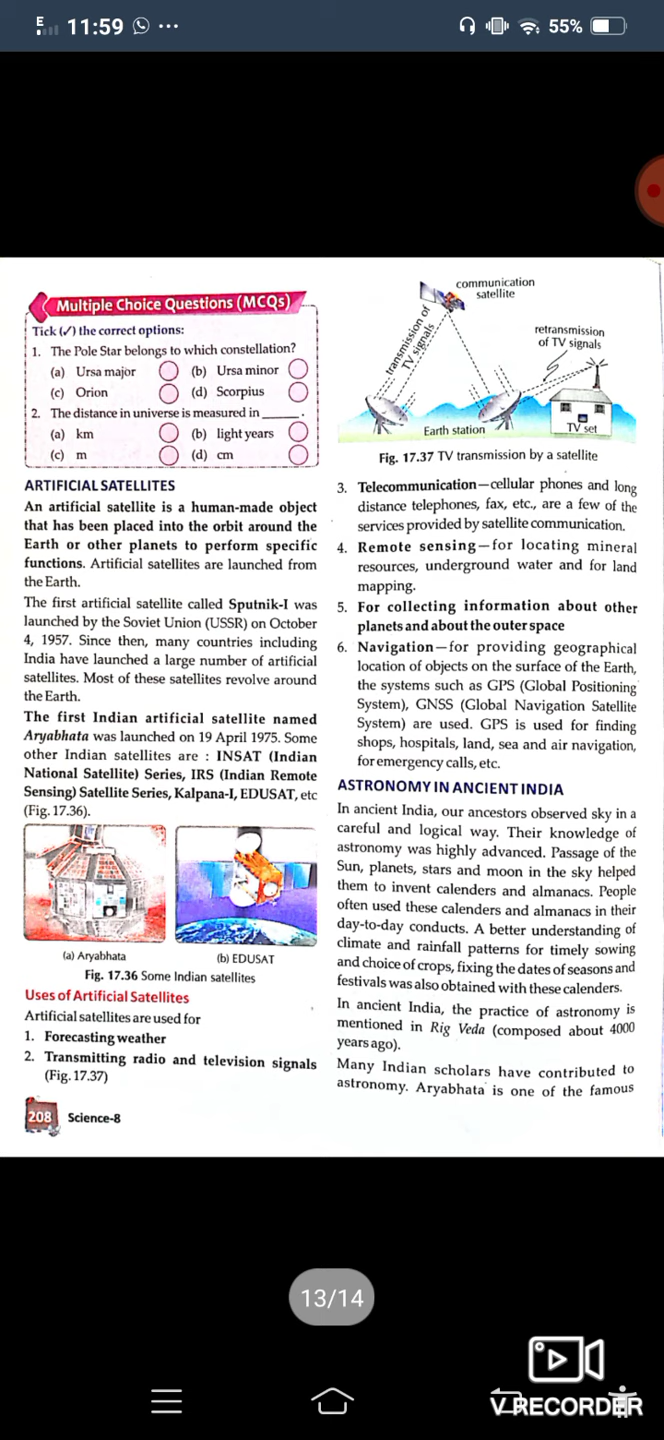 E
11:59 ...
55%
Multiple Choice Questions (MCQs)
Tick (✓) the correct options:
1. The Pole Star belongs to which constellation?
(a) Ursa major (b) Ursa minor
(c) Orion (d) Scorpius
2. The distance in universe is measured in _____ .
(a) km (b) light years
(c) m (d) cm
ARTIFICIAL SATELLITES
An artificial satellite is a human-made object
that has been placed into the orbit around the
Earth or other planets to perform specific
functions. Artificial satellites are launched from
the Earth.
The first artificial satellite called Sputnik-I was
launched by the Soviet Union (USSR) on October
4, 1957. Since then, many countries including
India have launched a large number of artificial
satellites. Most of these satellites revolve around
the Earth.
The first Indian artificial satellite named
Aryabhata was launched on 19 April 1975. Some
other Indian satellites are : INSAT (Indian
National Satellite) Series, IRS (Indian Remote
Sensing) Satellite Series, Kalpana-I, EDUSAT, etc
(Fig. 17.36).
(a) Aryabhata (b) EDUSAT
Fig. 17.36 Some Indian satellites
Uses of Artificial Satellites
Artificial satellites are used for
1. Forecasting weather
2. Transmitting radio and television signals
(Fig. 17.37)
208 Science-8
communication
satellite
transmission of
TV signals
retransmission
of TV signals
Earth station
TV set
Fig. 17.37 TV transmission by a satellite
3. Telecommunication—cellular phones and long
distance telephones, fax, etc., are a few of the
services provided by satellite communication.
4. Remote sensing—for locating mineral
resources, underground water and for land
mapping.
5. For collecting information about other
planets and about the outer space
6. Navigation—for providing geographical
location of objects on the surface of the Earth,
the systems such as GPS (Global Positioning
System), GNSS (Global Navigation Satellite
System) are used. GPS is used for finding
shops, hospitals, land, sea and air navigation,
for emergency calls, etc.
ASTRONOMY IN ANCIENT INDIA
In ancient India, our ancestors observed sky in a
careful and logical way. Their knowledge of
astronomy was highly advanced. Passage of the
Sun, planets, stars and moon in the sky helped
them to invent calenders and almanacs. People
often used these calenders and almanacs in their
day-to-day conducts. A better understanding of
climate and rainfall patterns for timely sowing
and choice of crops, fixing the dates of seasons and
festivals was also obtained with these calenders.
In ancient India, the practice of astronomy is
mentioned in Rig Veda (composed about 4000
years ago).
Many Indian scholars have contributed to
astronomy. Aryabhata is one of the famous
13/14
V RECORDER